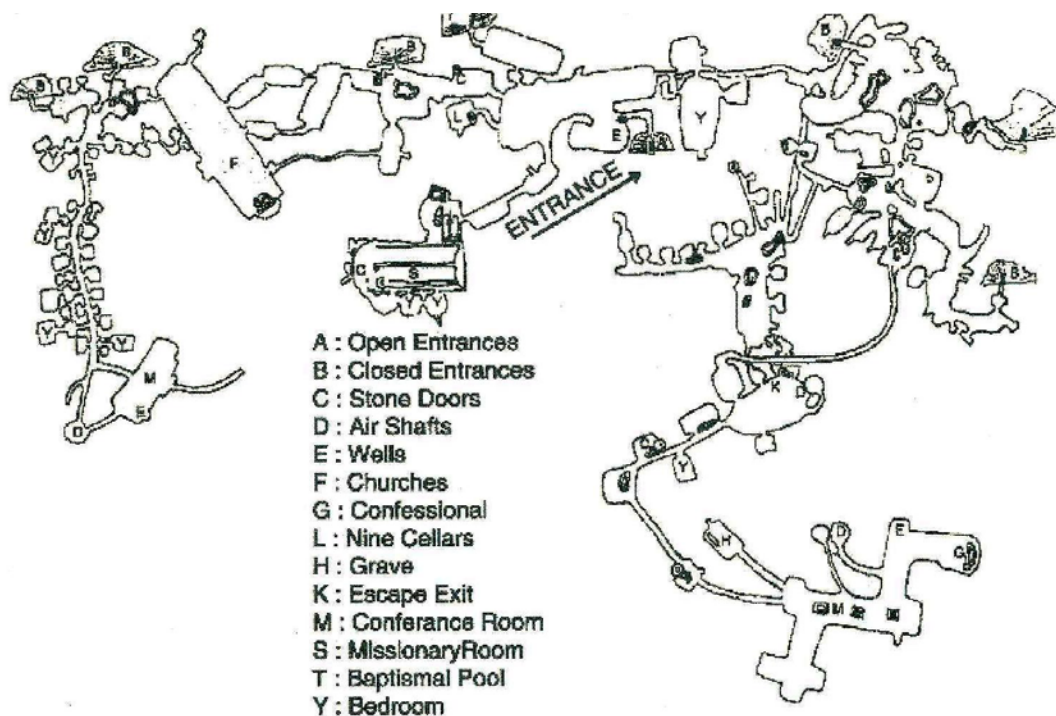 B
B
B
B
L
L
E
A
Y
F
ENTRANCE
C
S
B
Y
Y
Y
Y
Y
M
E
D
K
Y
H
D
E
G
M
A : Open Entrances
B : Closed Entrances
C : Stone Doors
D : Air Shafts
E : Wells
F : Churches
G : Confessional
L : Nine Cellars
H : Grave
K : Escape Exit
M : Conferance Room
S : MissionaryRoom
T : Baptismal Pool
Y : Bedroom